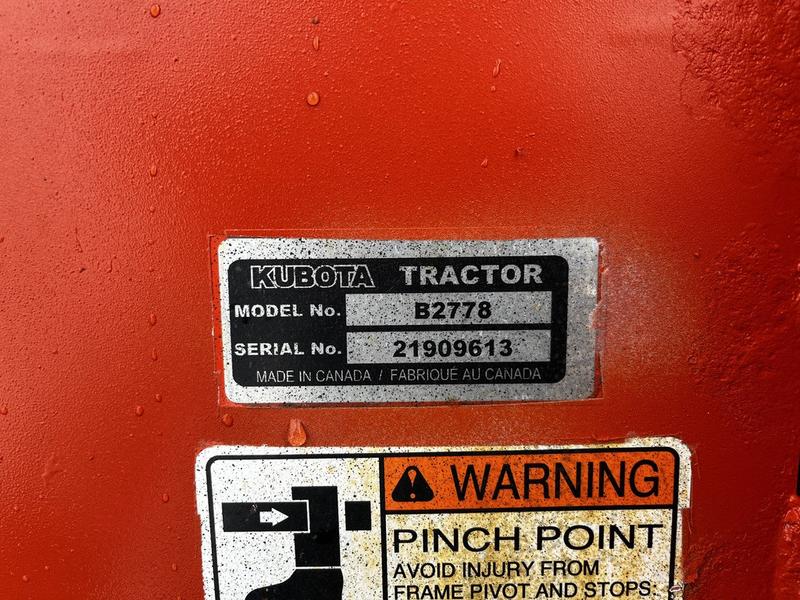 KUBOTA TRACTOR
MODEL No. B2778
SERIAL No. 21909613
MADE IN CANADA / FABRIQUÉ AU CANADA
WARNING
PINCH POINT
AVOID INJURY FROM
FRAME PIVOT AND STOPS: